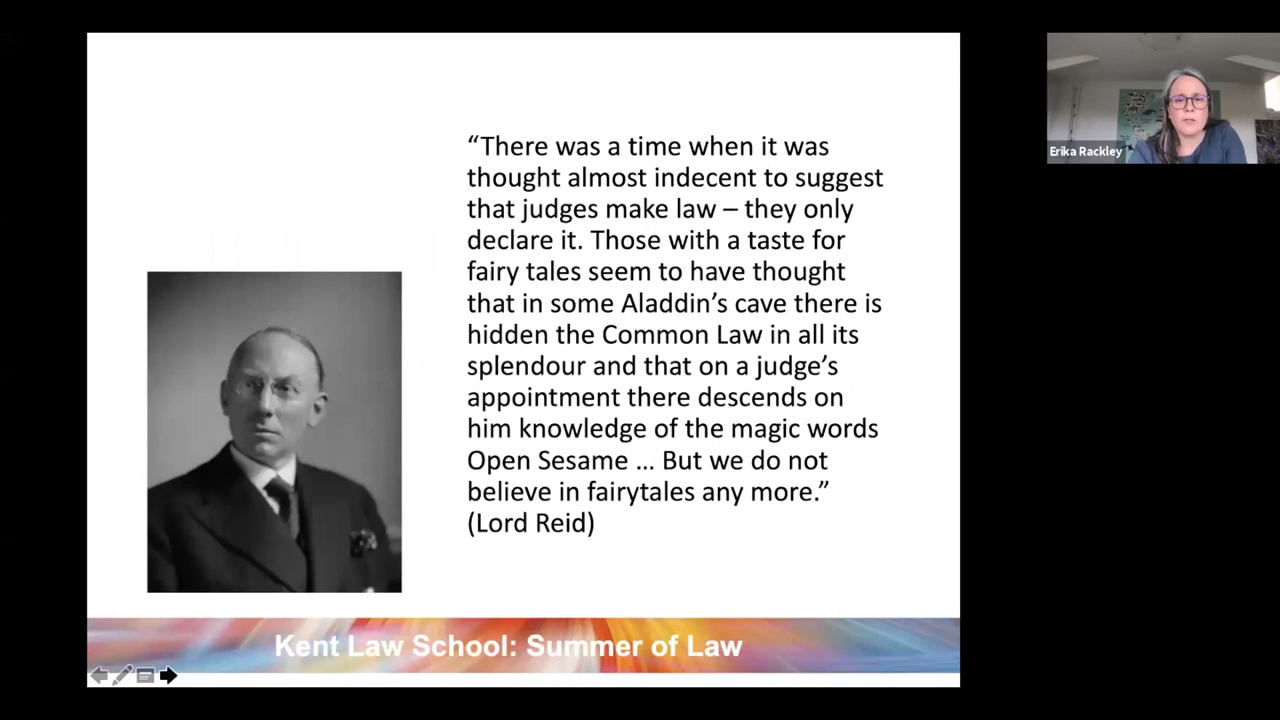 “There was a time when it was
thought almost indecent to suggest
that judges make law – they only
declare it. Those with a taste for
fairy tales seem to have thought
that in some Aladdin’s cave there is
hidden the Common Law in all its
splendour and that on a judge’s
appointment there descends on
him knowledge of the magic words
Open Sesame ... But we do not
believe in fairytales any more.”
(Lord Reid)
Kent Law School: Summer of Law
Erika Rackley